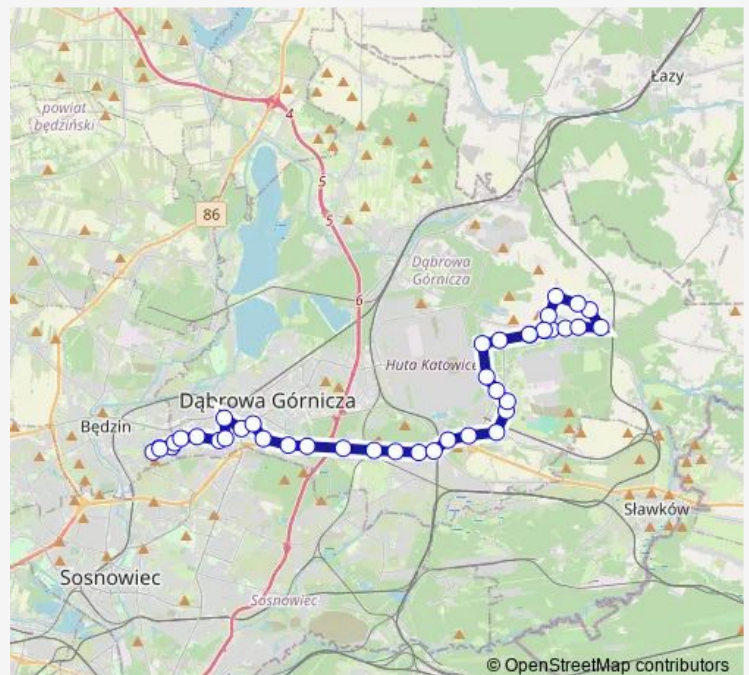 Łazy
powiat
będziński
4
5
86
5
Dąbrowa
Górnicza
6
Huta Katowice
Dąbrowa Górnicza
Będzin
Sławków
Sosnowiec
Sosnowiec
© OpenStreetMap contributors